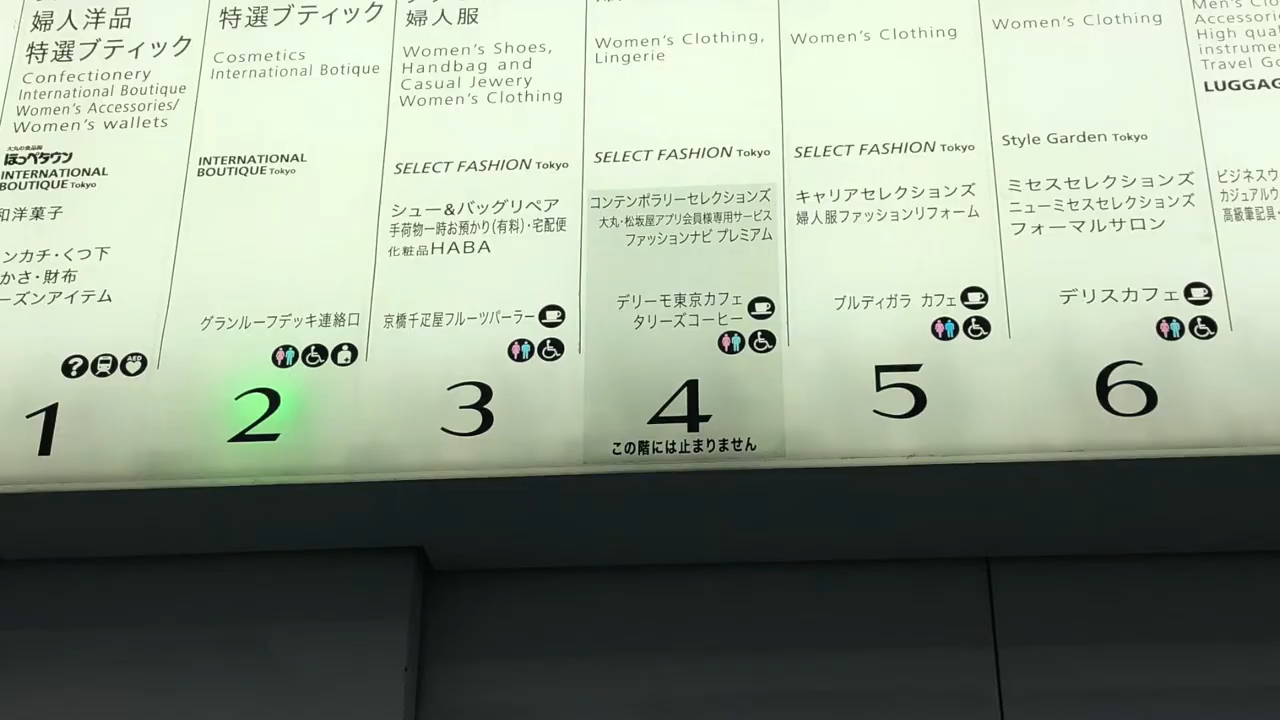 婦人洋品
特選ブティック
Confectionery
International Boutique
Women's Accessories/
Women's wallets
大丸の食品館
ほっぺタウン
INTERNATIONAL
BOUTIQUE Tokyo
和洋菓子
ンカチ・くつ下
かさ・財布
ーズンアイテム
1
特選ブティック
Cosmetics
International Botique
INTERNATIONAL
BOUTIQUE Tokyo
グランルーフデッキ連絡口
2
婦人服
Women's Shoes,
Handbag and
Casual Jewery
Women's Clothing
SELECT FASHION Tokyo
シュー&バッグリペア
手荷物一時お預かり(有料)・宅配便
化粧品HABA
京橋千疋屋フルーツパーラー
3
Women's Clothing,
Lingerie
SELECT FASHION Tokyo
コンテンポラリーセレクションズ
大丸・松坂屋アプリ会員様専用サービス
ファッションナビ プレミアム
デリーモ東京カフェ
タリーズコーヒー
4
この階には止まりません
Women's Clothing
SELECT FASHION Tokyo
キャリアセレクションズ
婦人服ファッションリフォーム
ブルディガラ カフェ
5
Women's Clothing
Style Garden Tokyo
ミセスセレクションズ
ニューミセスセレクションズ
フォーマルサロン
デリスカフェ
6
Men's Clo
Accessori
High qual
instrumen
Travel Go
LUGGAG
ビジネスウ
カジュアルウ
高級筆記具・